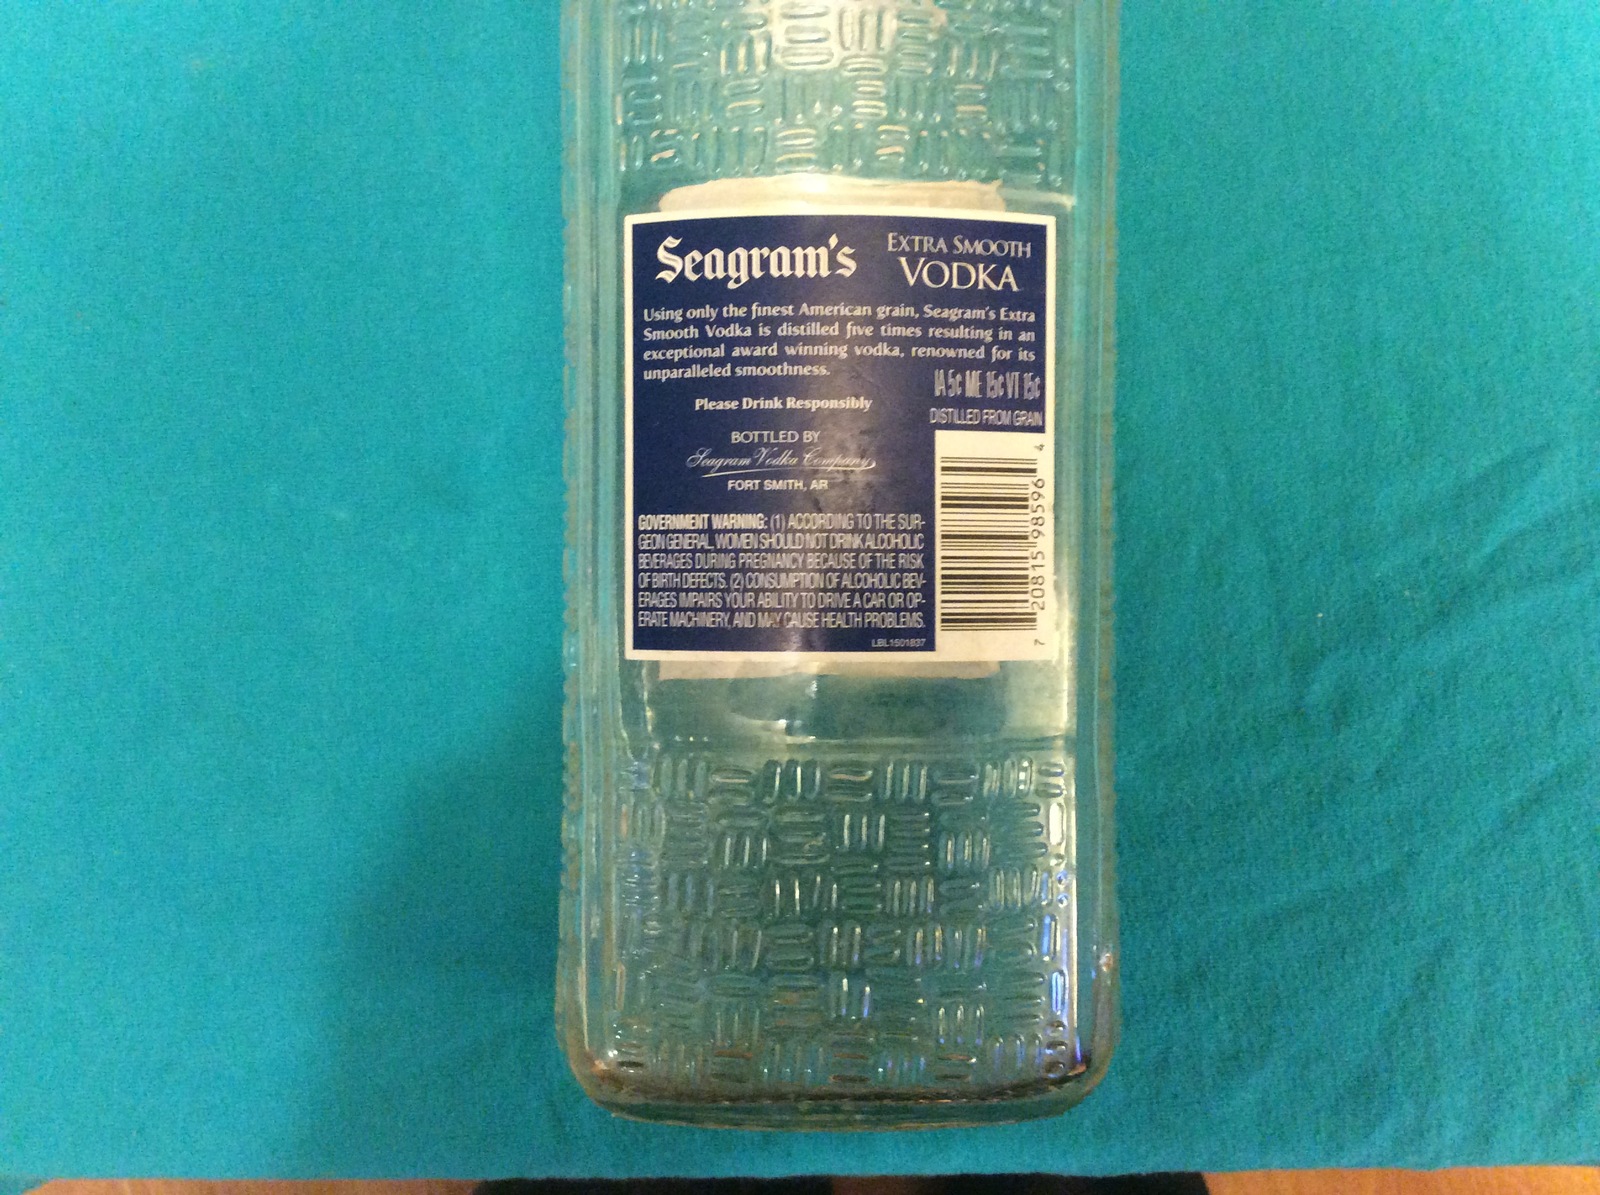 Seagram's
EXTRA SMOOTH
VODKA
Using only the finest American grain, Seagram's Extra
Smooth Vodka is distilled five times resulting in an
exceptional award winning vodka, renowned for its
unparalleled smoothness.
IA 5¢ ME 15¢ VT 15¢
Please Drink Responsibly
DISTILLED FROM GRAIN
BOTTLED BY
Seagram Vodka Company
FORT SMITH, AR
GOVERNMENT WARNING: (1) ACCORDING TO THE SUR-
GEON GENERAL, WOMEN SHOULD NOT DRINK ALCOHOLIC
BEVERAGES DURING PREGNANCY BECAUSE OF THE RISK
OF BIRTH DEFECTS. (2) CONSUMPTION OF ALCOHOLIC BEV-
ERAGES IMPAIRS YOUR ABILITY TO DRIVE A CAR OR OP-
ERATE MACHINERY, AND MAY CAUSE HEALTH PROBLEMS.
LBL1501837
7 20815 98596 4